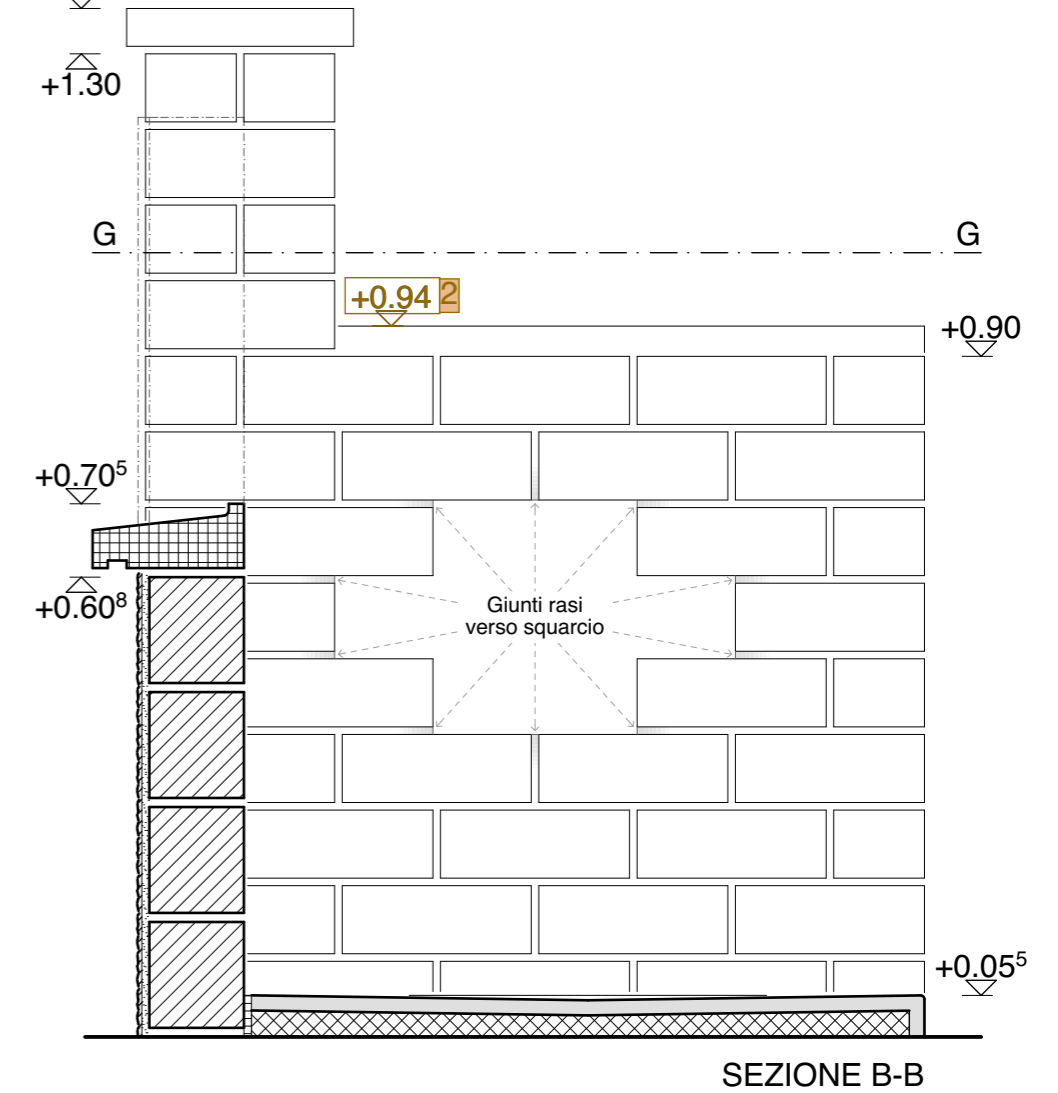 +1.30
G G
+0.94 2
+0.90
+0.70⁵
+0.60⁸
Giunti rasi
verso squarcio
+0.05⁵
SEZIONE B-B